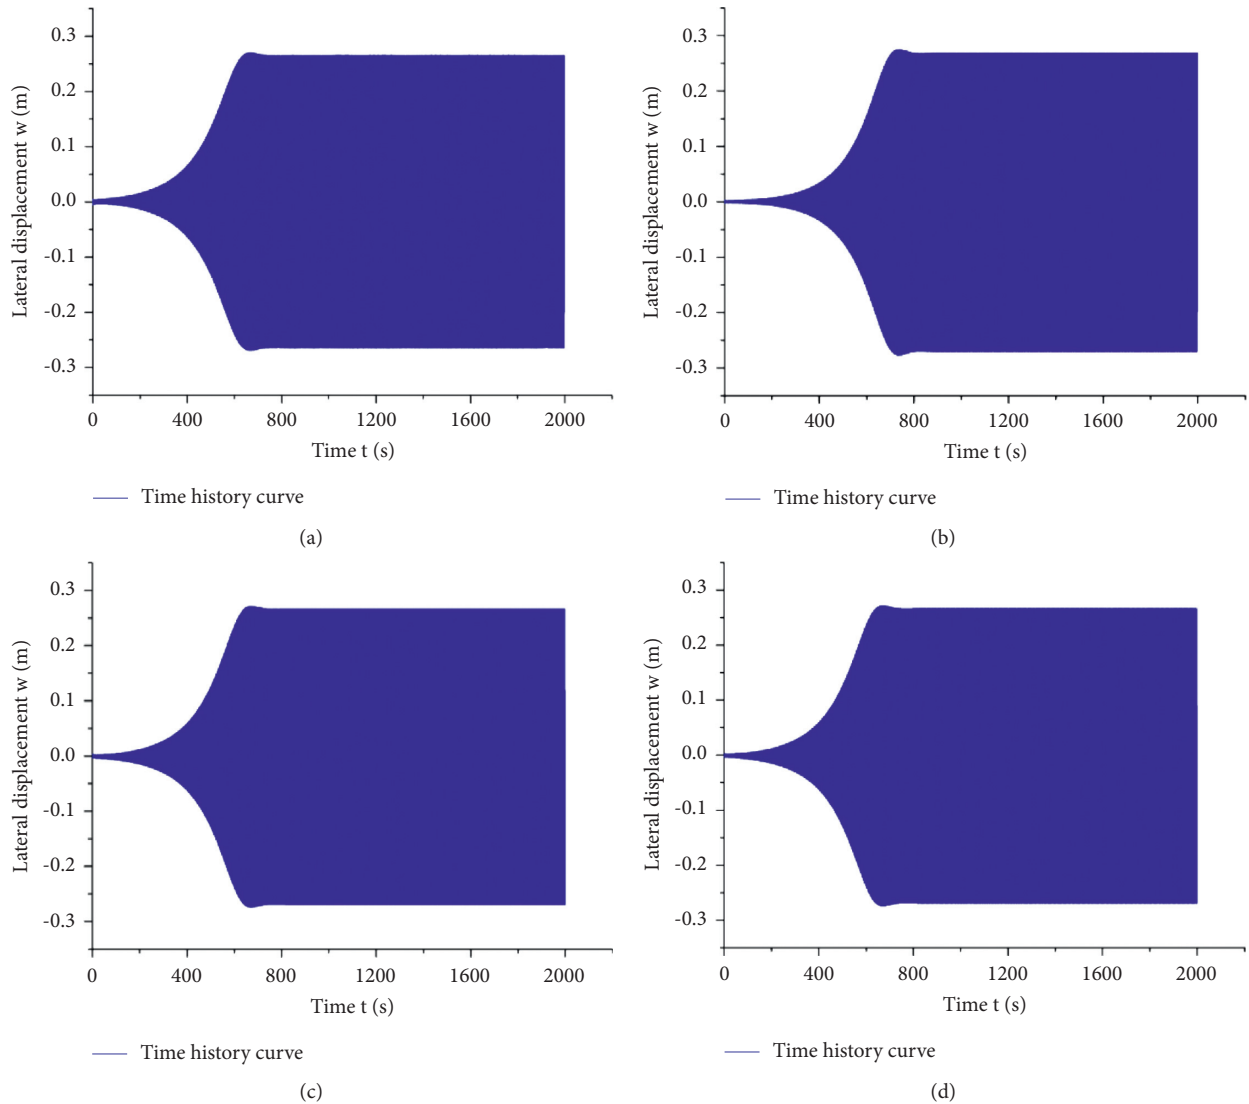 0.3
0.2
0.1
0.0
-0.1
-0.2
-0.3
Lateral displacement w (m)
0 400 800 1200 1600 2000
Time t (s)
Time history curve
(a)
0.3
0.2
0.1
0.0
-0.1
-0.2
-0.3
Lateral displacement w (m)
0 400 800 1200 1600 2000
Time t (s)
Time history curve
(b)
0.3
0.2
0.1
0.0
-0.1
-0.2
-0.3
Lateral displacement w (m)
0 400 800 1200 1600 2000
Time t (s)
Time history curve
(c)
0.3
0.2
0.1
0.0
-0.1
-0.2
-0.3
Lateral displacement w (m)
0 400 800 1200 1600 2000
Time t (s)
Time history curve
(d)